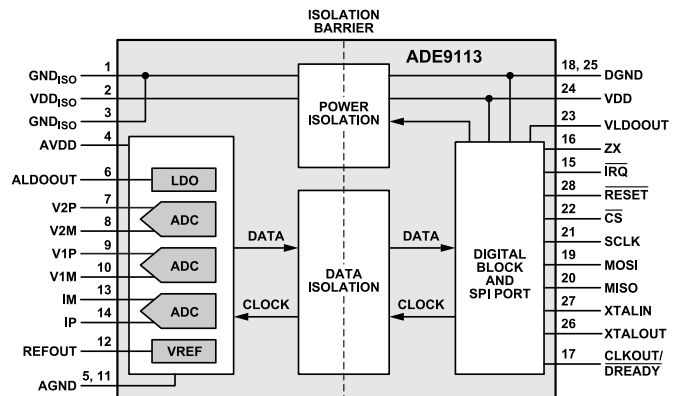 ISOLATION
BARRIER
ADE9113
GNDISO 1
VDDISO 2
GNDISO 3
AVDD 4
ALDOOUT 6
V2P 7
V2M 8
V1P 9
V1M 10
IM 13
IP 14
REFOUT 12
AGND 5, 11
LDO
ADC
ADC
ADC
VREF
POWER
ISOLATION
DATA
CLOCK
DATA
ISOLATION
DATA
CLOCK
DIGITAL
BLOCK
AND
SPI PORT
18, 25 DGND
24 VDD
23 VLDOOUT
16 ZX
15 IRQ
28 RESET
22 CS
21 SCLK
19 MOSI
20 MISO
27 XTALIN
26 XTALOUT
17 CLKOUT/
DREADY